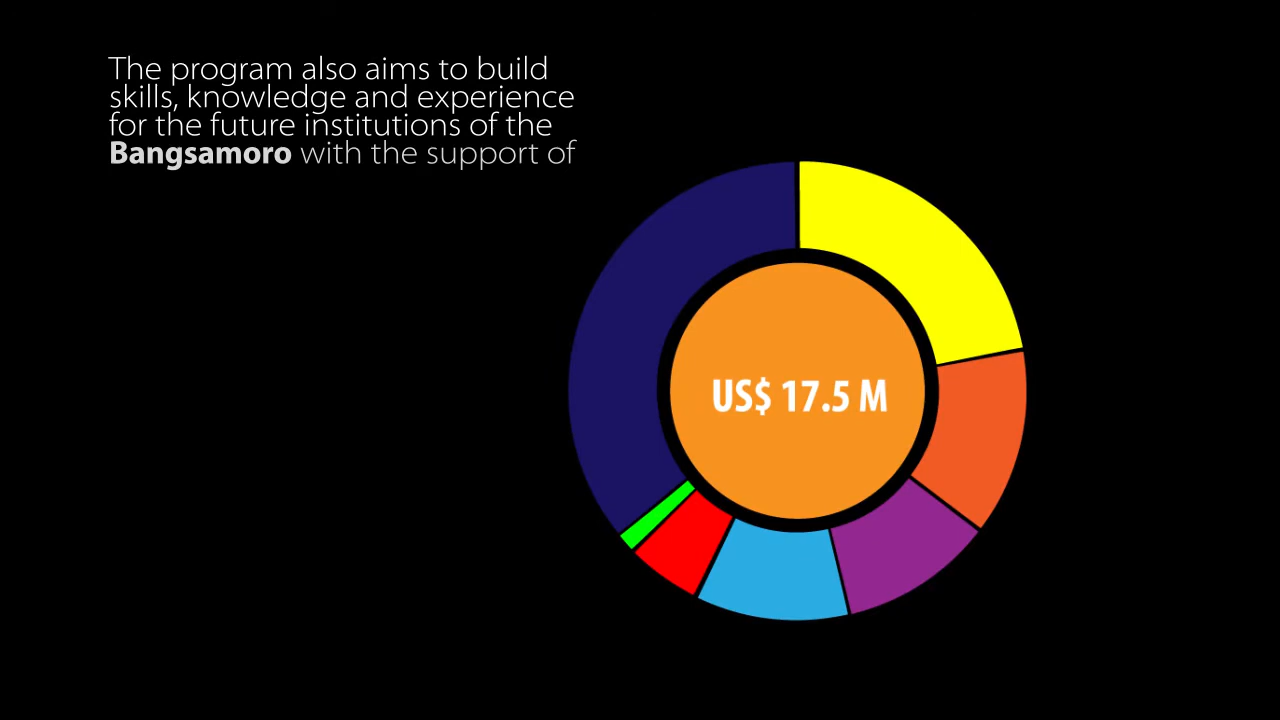 The program also aims to build
skills, knowledge and experience
for the future institutions of the
Bangsamoro with the support of
US$ 17.5 M